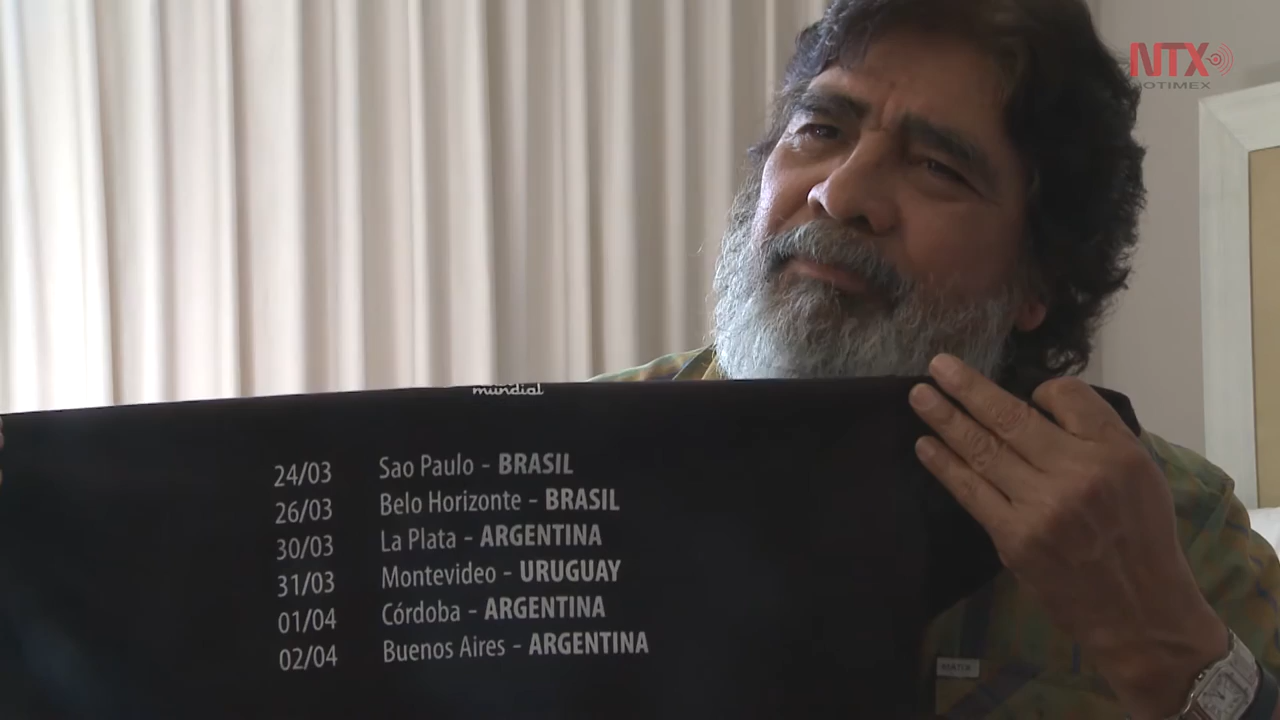 NTX
NOTIMEX
mundial
24/03 Sao Paulo - BRASIL
26/03 Belo Horizonte - BRASIL
30/03 La Plata - ARGENTINA
31/03 Montevideo - URUGUAY
01/04 Córdoba - ARGENTINA
02/04 Buenos Aires - ARGENTINA